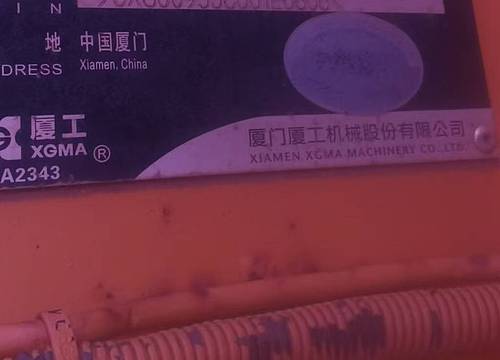 IN
地 中国厦门
DRESS Xiamen, China
厦工
XGMA®
A2343
厦门厦工机械股份有限公司
XIAMEN XGMA MACHINERY CO., LTD.